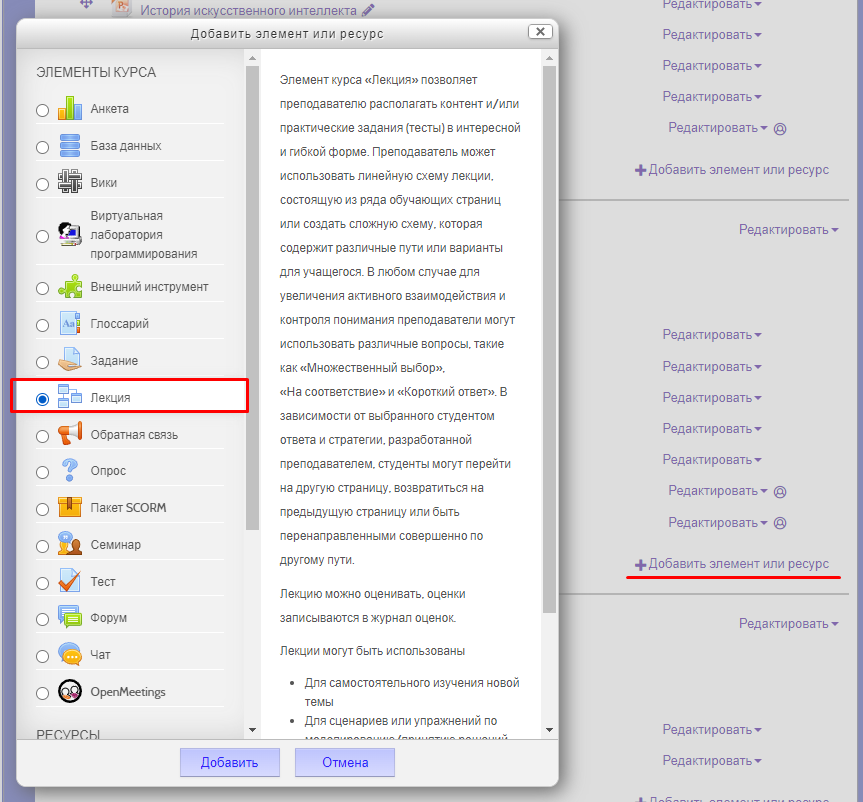 История искусственного интеллекта
Редактировать
Редактировать
Редактировать
Редактировать
Редактировать
Добавить элемент или ресурс
Редактировать
Редактировать
Редактировать
Редактировать
Редактировать
Редактировать
Редактировать
Редактировать
Добавить элемент или ресурс
Редактировать
Редактировать
Редактировать
Добавить элемент или ресурс
Добавить элемент или ресурс
ЭЛЕМЕНТЫ КУРСА
Анкета
База данных
Вики
Виртуальная
лаборатория
программирования
Внешний инструмент
Глоссарий
Задание
Лекция
Обратная связь
Опрос
Пакет SCORM
Семинар
Тест
Форум
Чат
OpenMeetings
РЕСУРСЫ
Элемент курса «Лекция» позволяет
преподавателю располагать контент и/или
практические задания (тесты) в интересной
и гибкой форме. Преподаватель может
использовать линейную схему лекции,
состоящую из ряда обучающих страниц
или создать сложную схему, которая
содержит различные пути или варианты
для учащегося. В любом случае для
увеличения активного взаимодействия и
контроля понимания преподаватели могут
использовать различные вопросы, такие
как «Множественный выбор»,
«На соответствие» и «Короткий ответ». В
зависимости от выбранного студентом
ответа и стратегии, разработанной
преподавателем, студенты могут перейти
на другую страницу, возвратиться на
предыдущую страницу или быть
перенаправленными совершенно по
другому пути.
Лекцию можно оценивать, оценки
записываются в журнал оценок.
Лекции могут быть использованы
• Для самостоятельного изучения новой
темы
• Для сценариев или упражнений по
моделированию/принятию решений
Добавить
Отмена